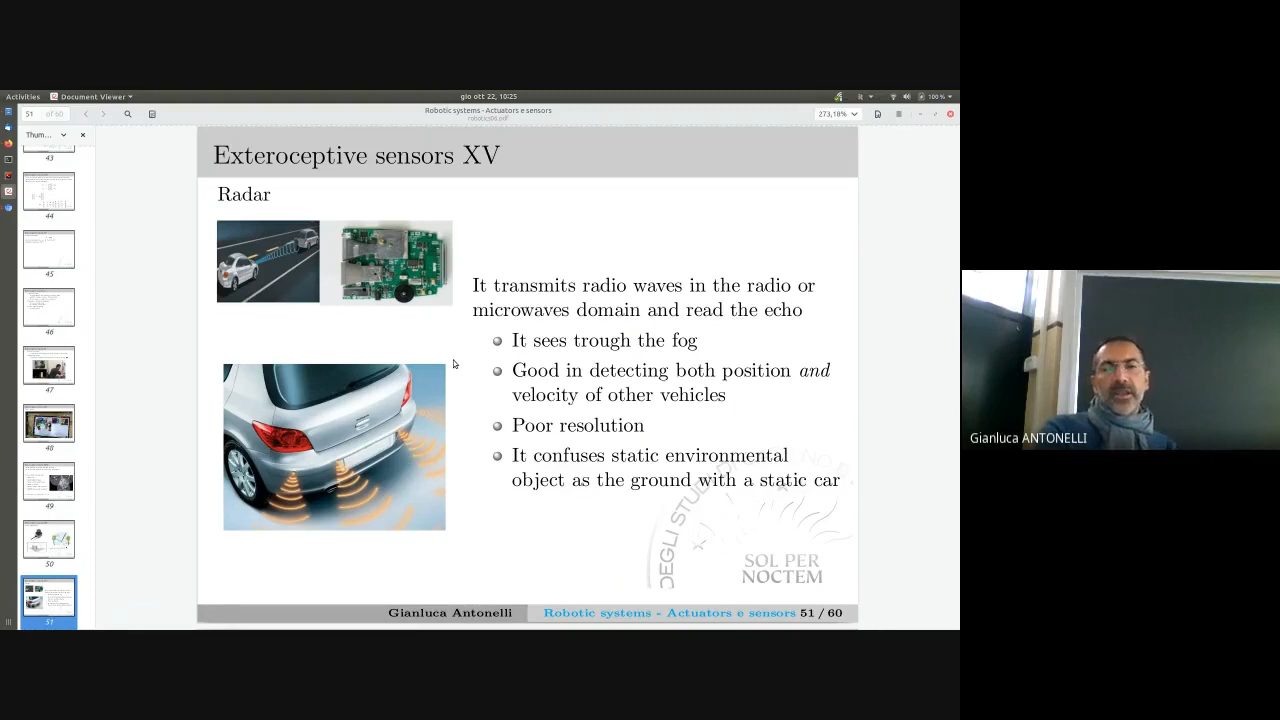 Activities
Document Viewer
gio ott 22, 10:25
100 %
51
of 60
Robotic systems - Actuators e sensors
robotics06.pdf
273,18%
Thum…
43
44
45
46
47
48
49
50
51
Exteroceptive sensors XV
Radar
It transmits radio waves in the radio or
microwaves domain and read the echo
It sees trough the fog
Good in detecting both position and
velocity of other vehicles
Poor resolution
It confuses static environmental
object as the ground with a static car
DEGLI STUDI
SOL PER
NOCTEM
Gianluca Antonelli
Robotic systems - Actuators e sensors 51 / 60
Gianluca ANTONELLI